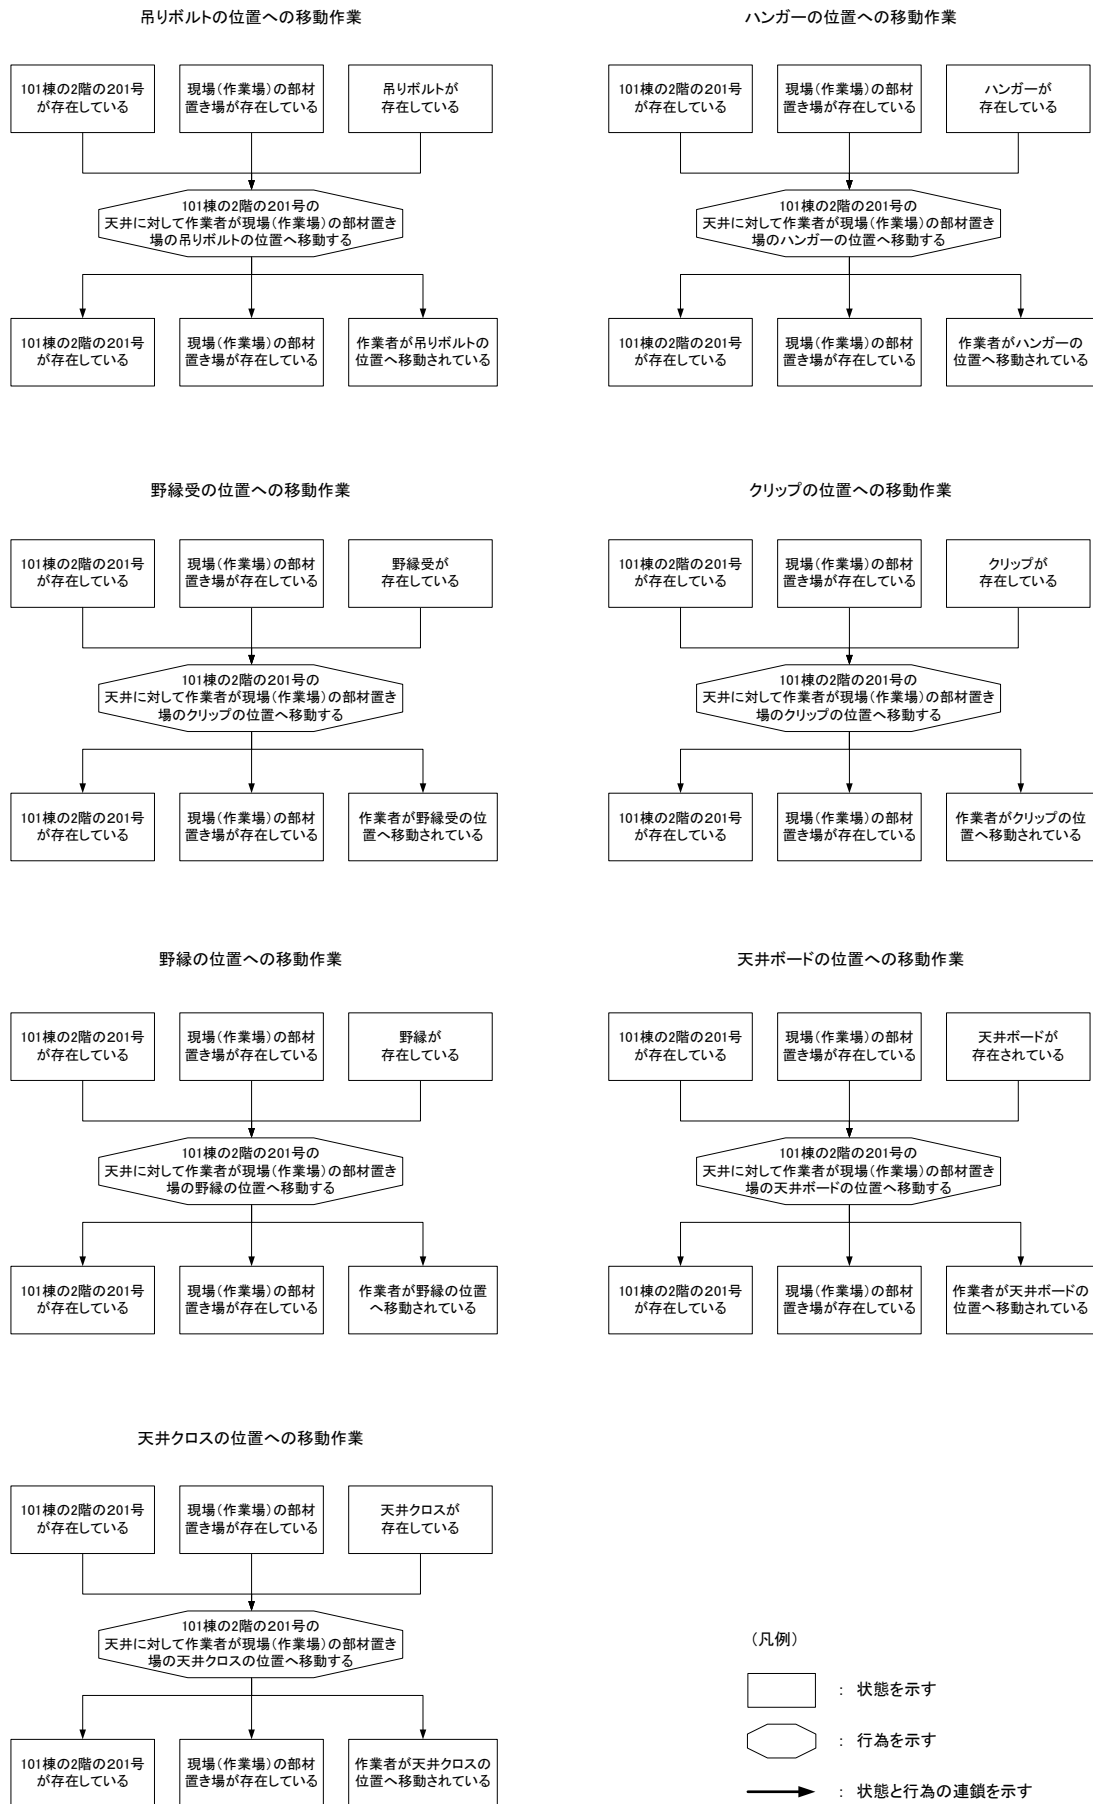 吊りボルトの位置への移動作業
101棟の2階の201号
が存在している
現場(作業場)の部材
置き場が存在している
吊りボルトが
存在している
101棟の2階の201号の
天井に対して作業者が現場(作業場)の部材置き
場の吊りボルトの位置へ移動する
101棟の2階の201号
が存在している
現場(作業場)の部材
置き場が存在している
作業者が吊りボルトの
位置へ移動されている
ハンガーの位置への移動作業
101棟の2階の201号
が存在している
現場(作業場)の部材
置き場が存在している
ハンガーが
存在している
101棟の2階の201号の
天井に対して作業者が現場(作業場)の部材置き
場のハンガーの位置へ移動する
101棟の2階の201号
が存在している
現場(作業場)の部材
置き場が存在している
作業者がハンガーの
位置へ移動されている
野縁受の位置への移動作業
101棟の2階の201号
が存在している
現場(作業場)の部材
置き場が存在している
野縁受が
存在している
101棟の2階の201号の
天井に対して作業者が現場(作業場)の部材置き
場のクリップの位置へ移動する
101棟の2階の201号
が存在している
現場(作業場)の部材
置き場が存在している
作業者が野縁受の位
置へ移動されている
クリップの位置への移動作業
101棟の2階の201号
が存在している
現場(作業場)の部材
置き場が存在している
クリップが
存在している
101棟の2階の201号の
天井に対して作業者が現場(作業場)の部材置き
場のクリップの位置へ移動する
101棟の2階の201号
が存在している
現場(作業場)の部材
置き場が存在している
作業者がクリップの位
置へ移動されている
野縁の位置への移動作業
101棟の2階の201号
が存在している
現場(作業場)の部材
置き場が存在している
野縁が
存在している
101棟の2階の201号の
天井に対して作業者が現場(作業場)の部材置き
場の野縁の位置へ移動する
101棟の2階の201号
が存在している
現場(作業場)の部材
置き場が存在している
作業者が野縁の位置
へ移動されている
天井ボードの位置への移動作業
101棟の2階の201号
が存在している
現場(作業場)の部材
置き場が存在している
天井ボードが
存在されている
101棟の2階の201号の
天井に対して作業者が現場(作業場)の部材置き
場の天井ボードの位置へ移動する
101棟の2階の201号
が存在している
現場(作業場)の部材
置き場が存在している
作業者が天井ボードの
位置へ移動されている
天井クロスの位置への移動作業
101棟の2階の201号
が存在している
現場(作業場)の部材
置き場が存在している
天井クロスが
存在している
101棟の2階の201号の
天井に対して作業者が現場(作業場)の部材置き
場の天井クロスの位置へ移動する
101棟の2階の201号
が存在している
現場(作業場)の部材
置き場が存在している
作業者が天井クロスの
位置へ移動されている
(凡例)
: 状態を示す
: 行為を示す
: 状態と行為の連鎖を示す